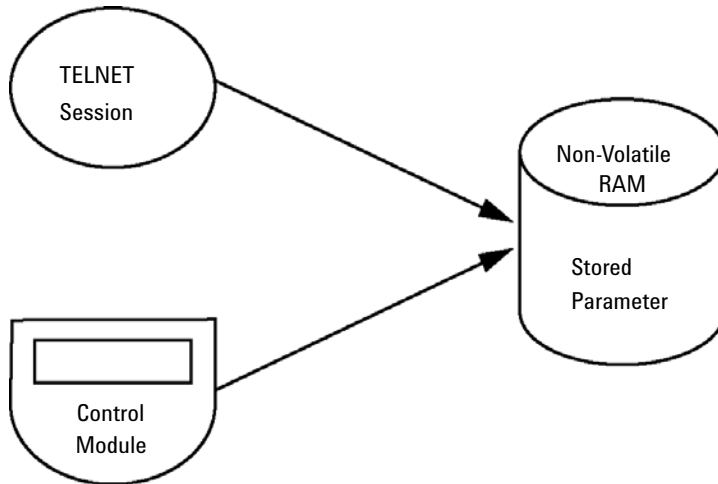 TELNET
Session
Non-Volatile
RAM
Stored
Parameter
Control
Module